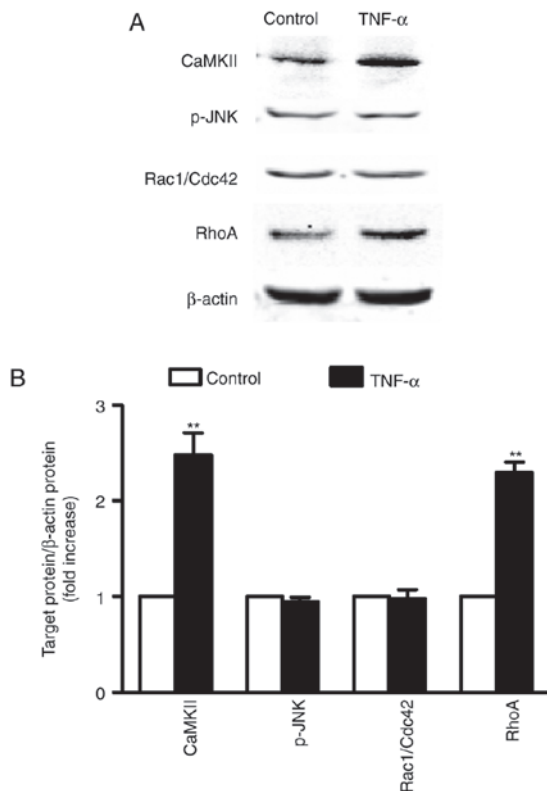 A
Control TNF-α
CaMKII
p-JNK
Rac1/Cdc42
RhoA
β-actin
B
Control TNF-α
Target protein/β-actin protein
(fold increase)
3
2
1
0
** **
CaMKII
p-JNK
Rac1/Cdc42
RhoA